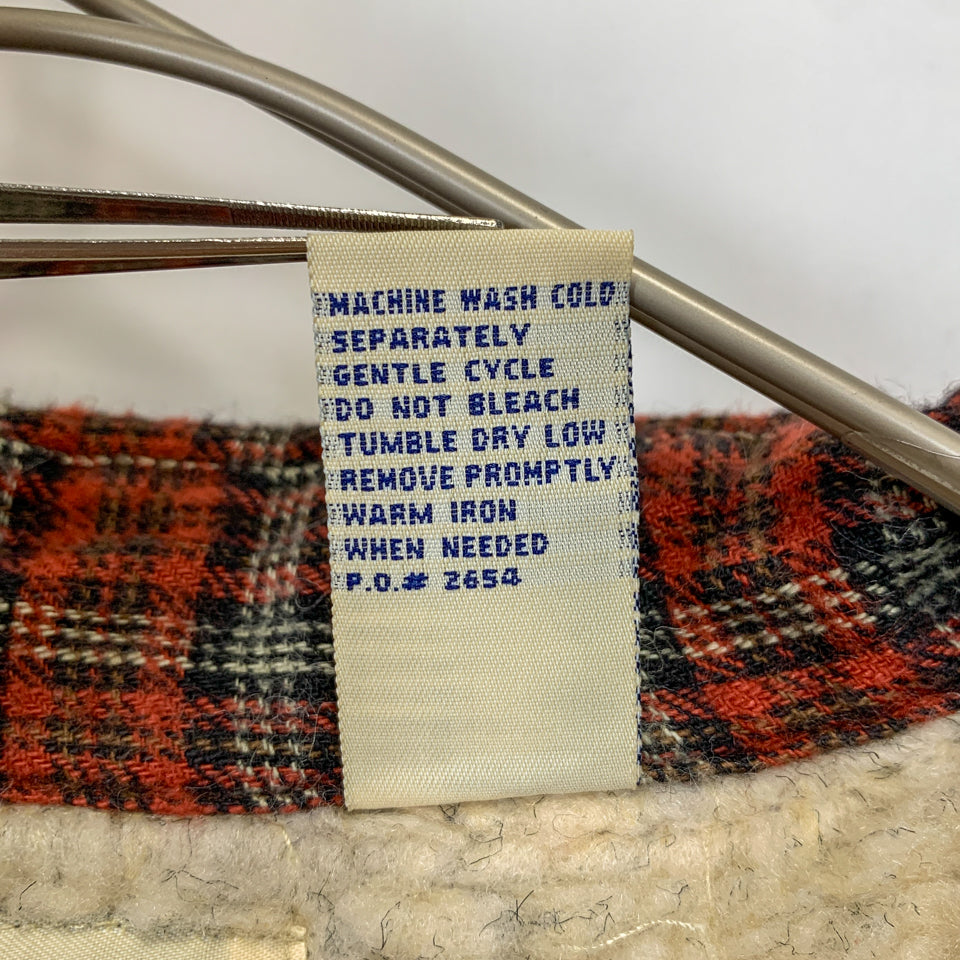 MACHINE WASH COLD
SEPARATELY
GENTLE CYCLE
DO NOT BLEACH
TUMBLE DRY LOW
REMOVE PROMPTLY
WARM IRON
WHEN NEEDED
P.O.# 2654